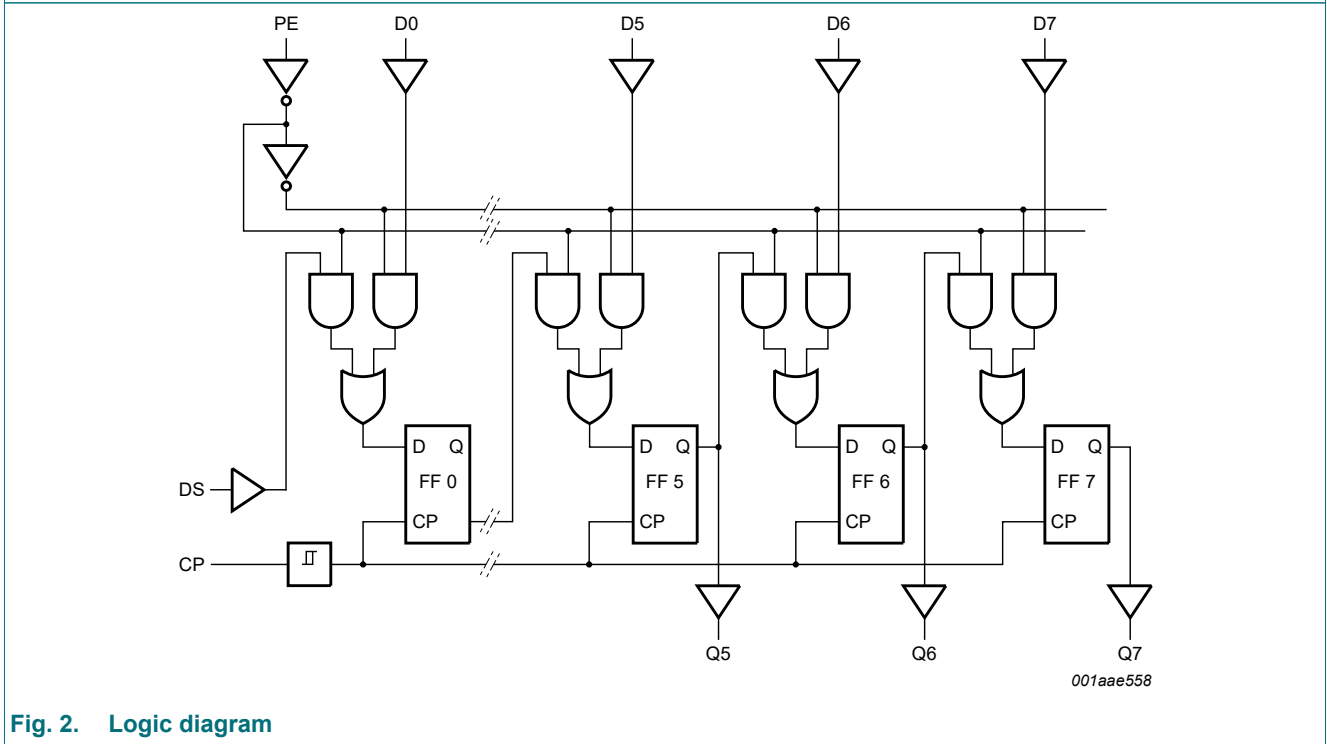 PE D0 D5 D6 D7
D Q D Q D Q D Q
FF 0 FF 5 FF 6 FF 7
DS
CP CP CP CP
CP
Q5 Q6 Q7
001aae558
Fig. 2. Logic diagram